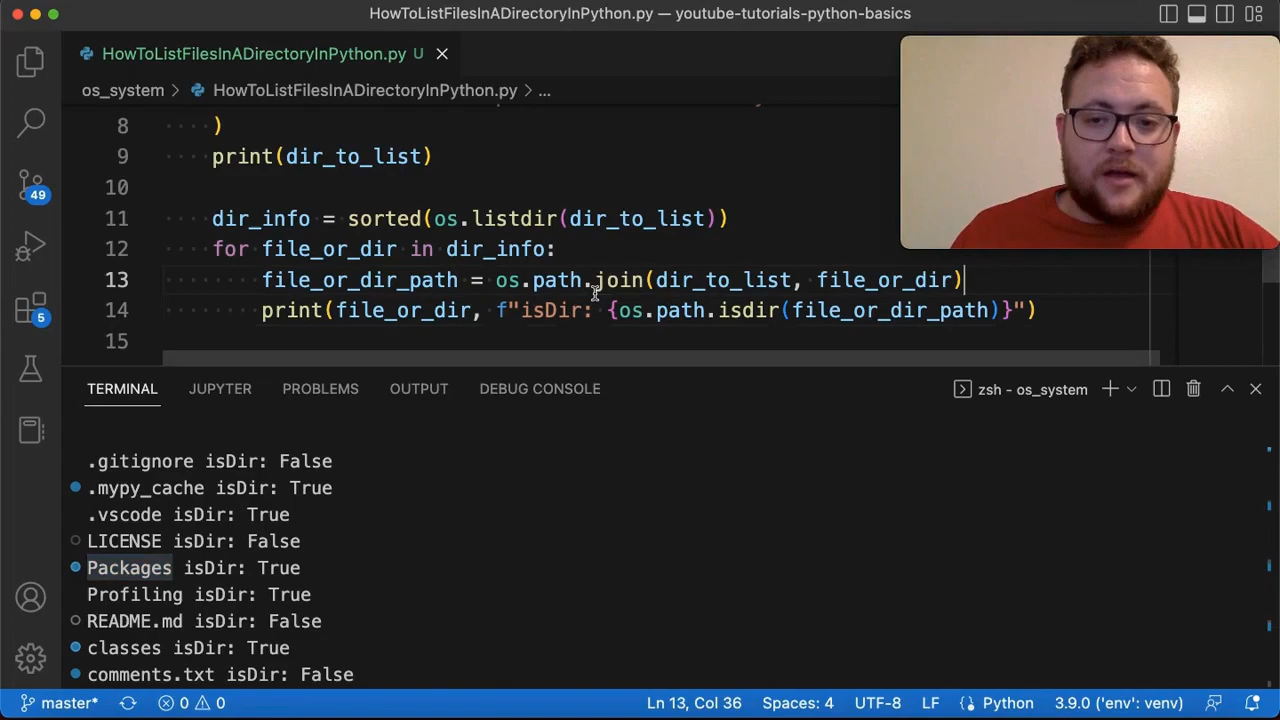 HowToListFilesInADirectoryInPython.py — youtube-tutorials-python-basics
HowToListFilesInADirectoryInPython.py U
os_system > HowToListFilesInADirectoryInPython.py > ...
8 )
9 print(dir_to_list)
10
11 dir_info = sorted(os.listdir(dir_to_list))
12 for file_or_dir in dir_info:
13 file_or_dir_path = os.path.join(dir_to_list, file_or_dir)
14 print(file_or_dir, f"isDir: {os.path.isdir(file_or_dir_path)}")
15
49
5
TERMINAL JUPYTER PROBLEMS OUTPUT DEBUG CONSOLE zsh - os_system
.gitignore isDir: False
.mypy_cache isDir: True
.vscode isDir: True
LICENSE isDir: False
Packages isDir: True
Profiling isDir: True
README.md isDir: False
classes isDir: True
comments.txt isDir: False
master* 0 0 Ln 13, Col 36 Spaces: 4 UTF-8 LF Python 3.9.0 ('env': venv)